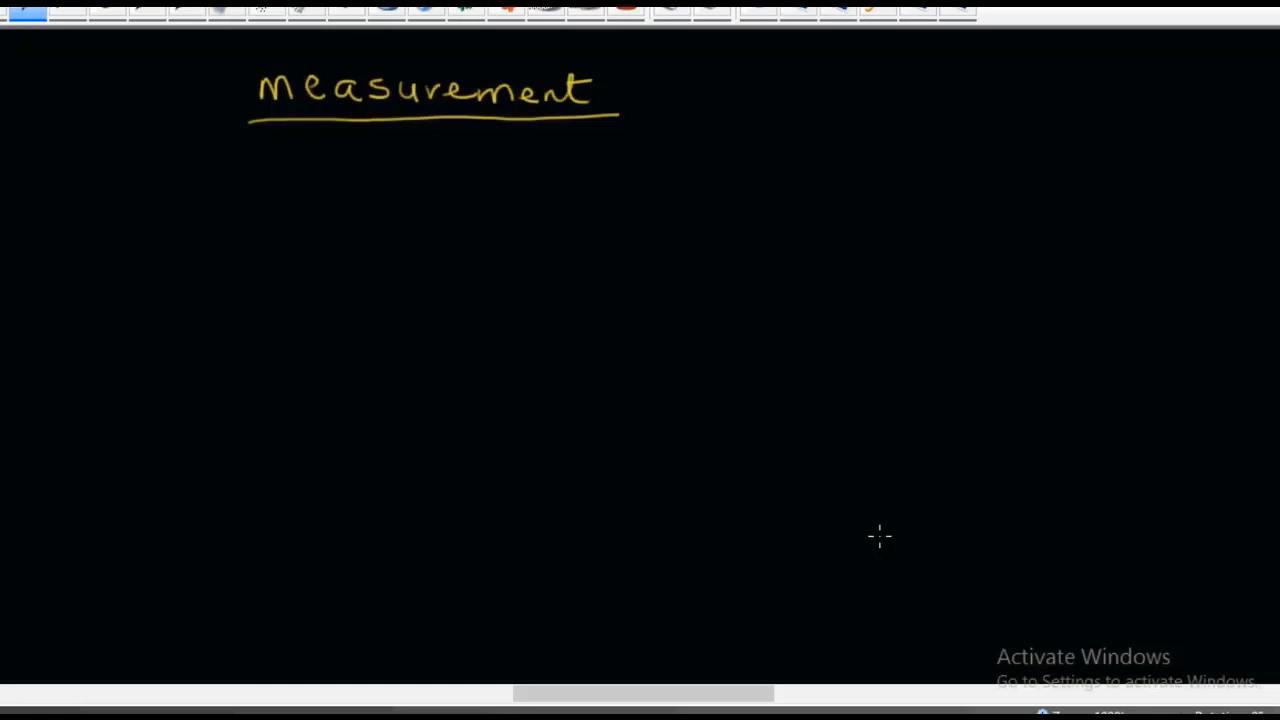 measurement
Activate Windows
Go to Settings to activate Windows.